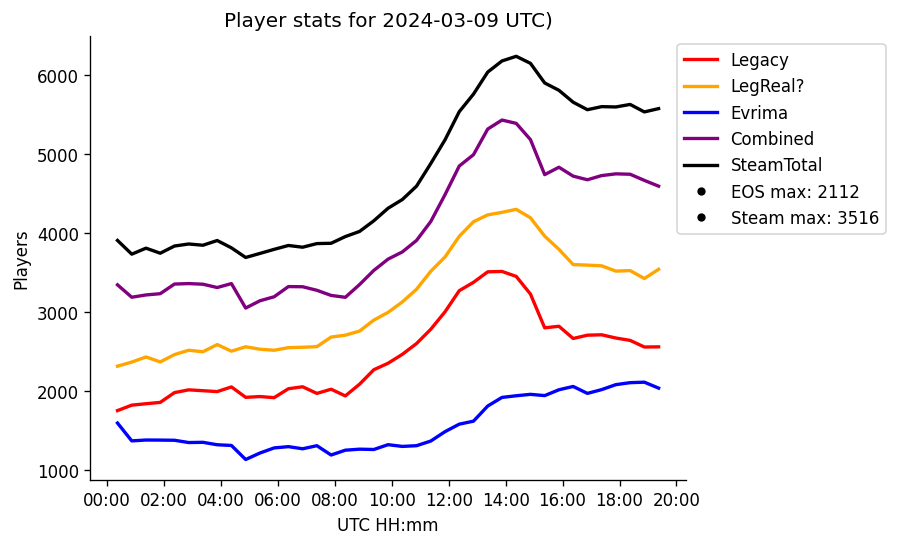 Player stats for 2024-03-09 UTC)
Legacy
LegReal?
Evrima
Combined
SteamTotal
EOS max: 2112
Steam max: 3516
Players
6000
5000
4000
3000
2000
1000
00:00 02:00 04:00 06:00 08:00 10:00 12:00 14:00 16:00 18:00 20:00
UTC HH:mm